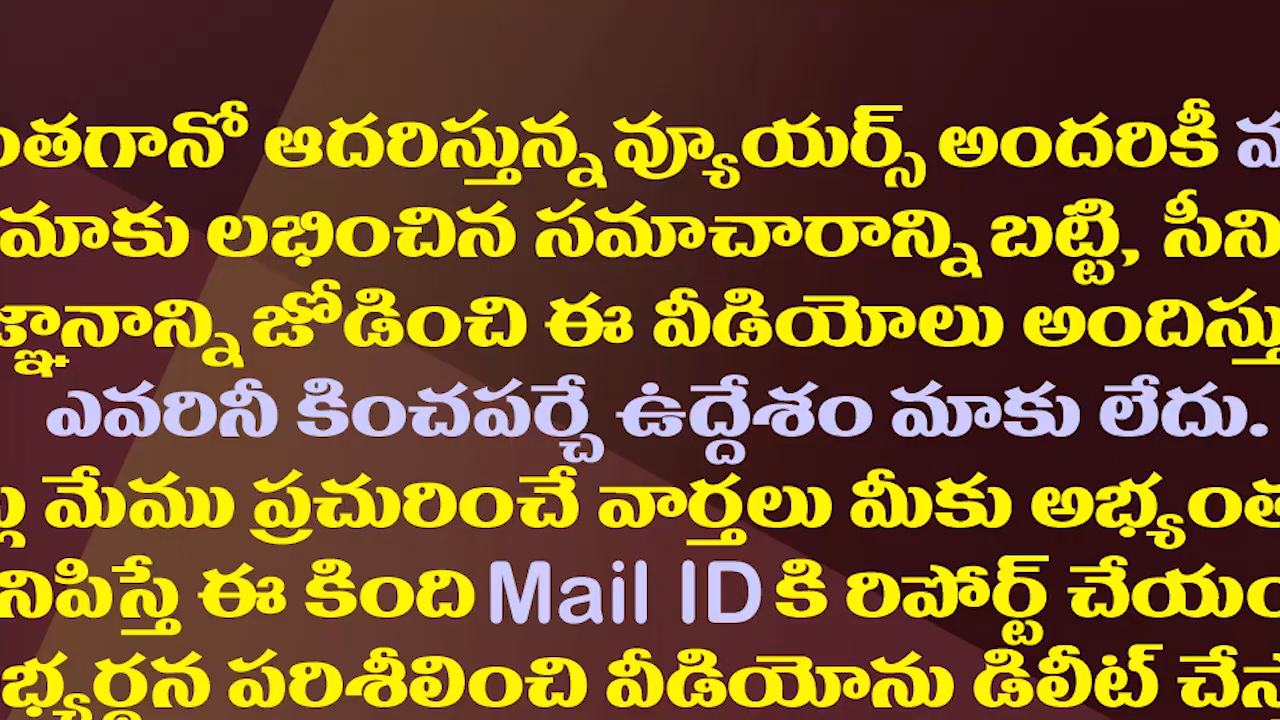 ఆదరిస్తున్న వ్యూయర్స్ అందరికీ
మాకు లభించిన సమాచారాన్ని బట్టి,
జోడించి ఈ వీడియోలు
ఎవరినీ కించపర్చే ఉద్దేశం మాకు లేదు.
మేము ప్రచురించే వార్తలు మీకు
ఈ కింది Mail ID కి రిపోర్ట్
పరిశీలించి వీడియోను డిలీట్